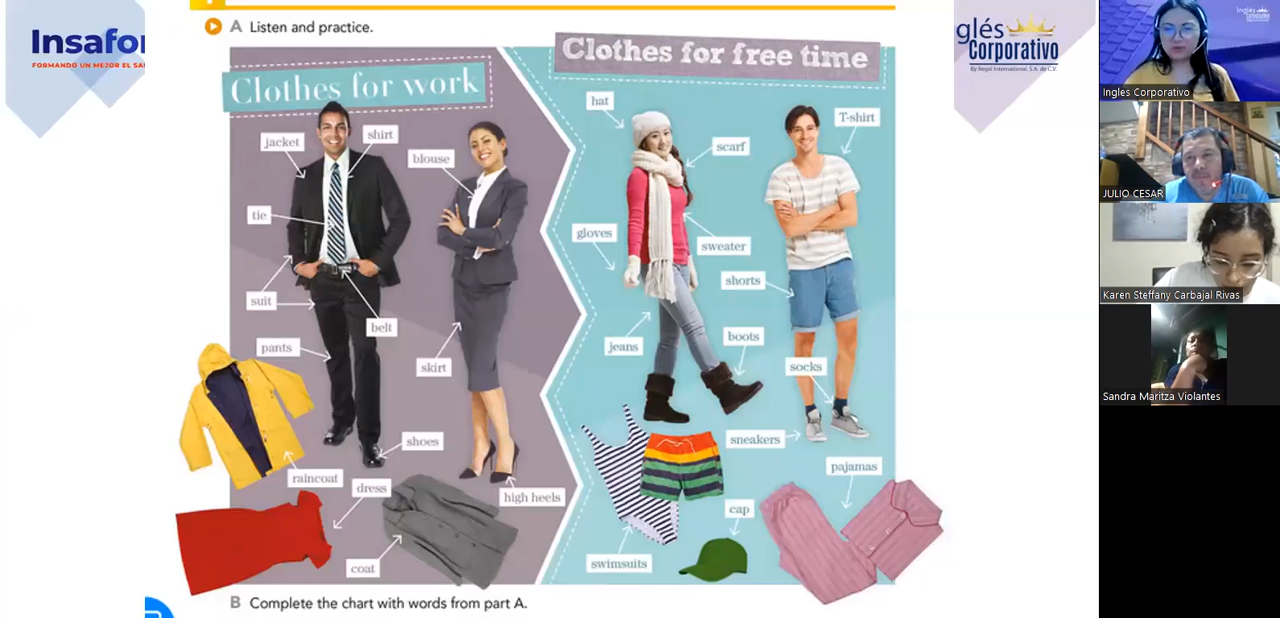 A Listen and practice.
Insafor
FORMANDO UN MEJOR EL SA
glés
Corporativo
By Regil International, S.A. de C.V.
Clothes for work
Clothes for free time
jacket
shirt
blouse
tie
suit
belt
pants
skirt
shoes
raincoat
dress
high heels
coat
hat
T-shirt
scarf
gloves
sweater
shorts
jeans
boots
socks
sneakers
pajamas
cap
swimsuits
B Complete the chart with words from part A.
Ingles Corporativo
JULIO CESAR
Karen Steffany Carbajal Rivas
Sandra Maritza Violantes